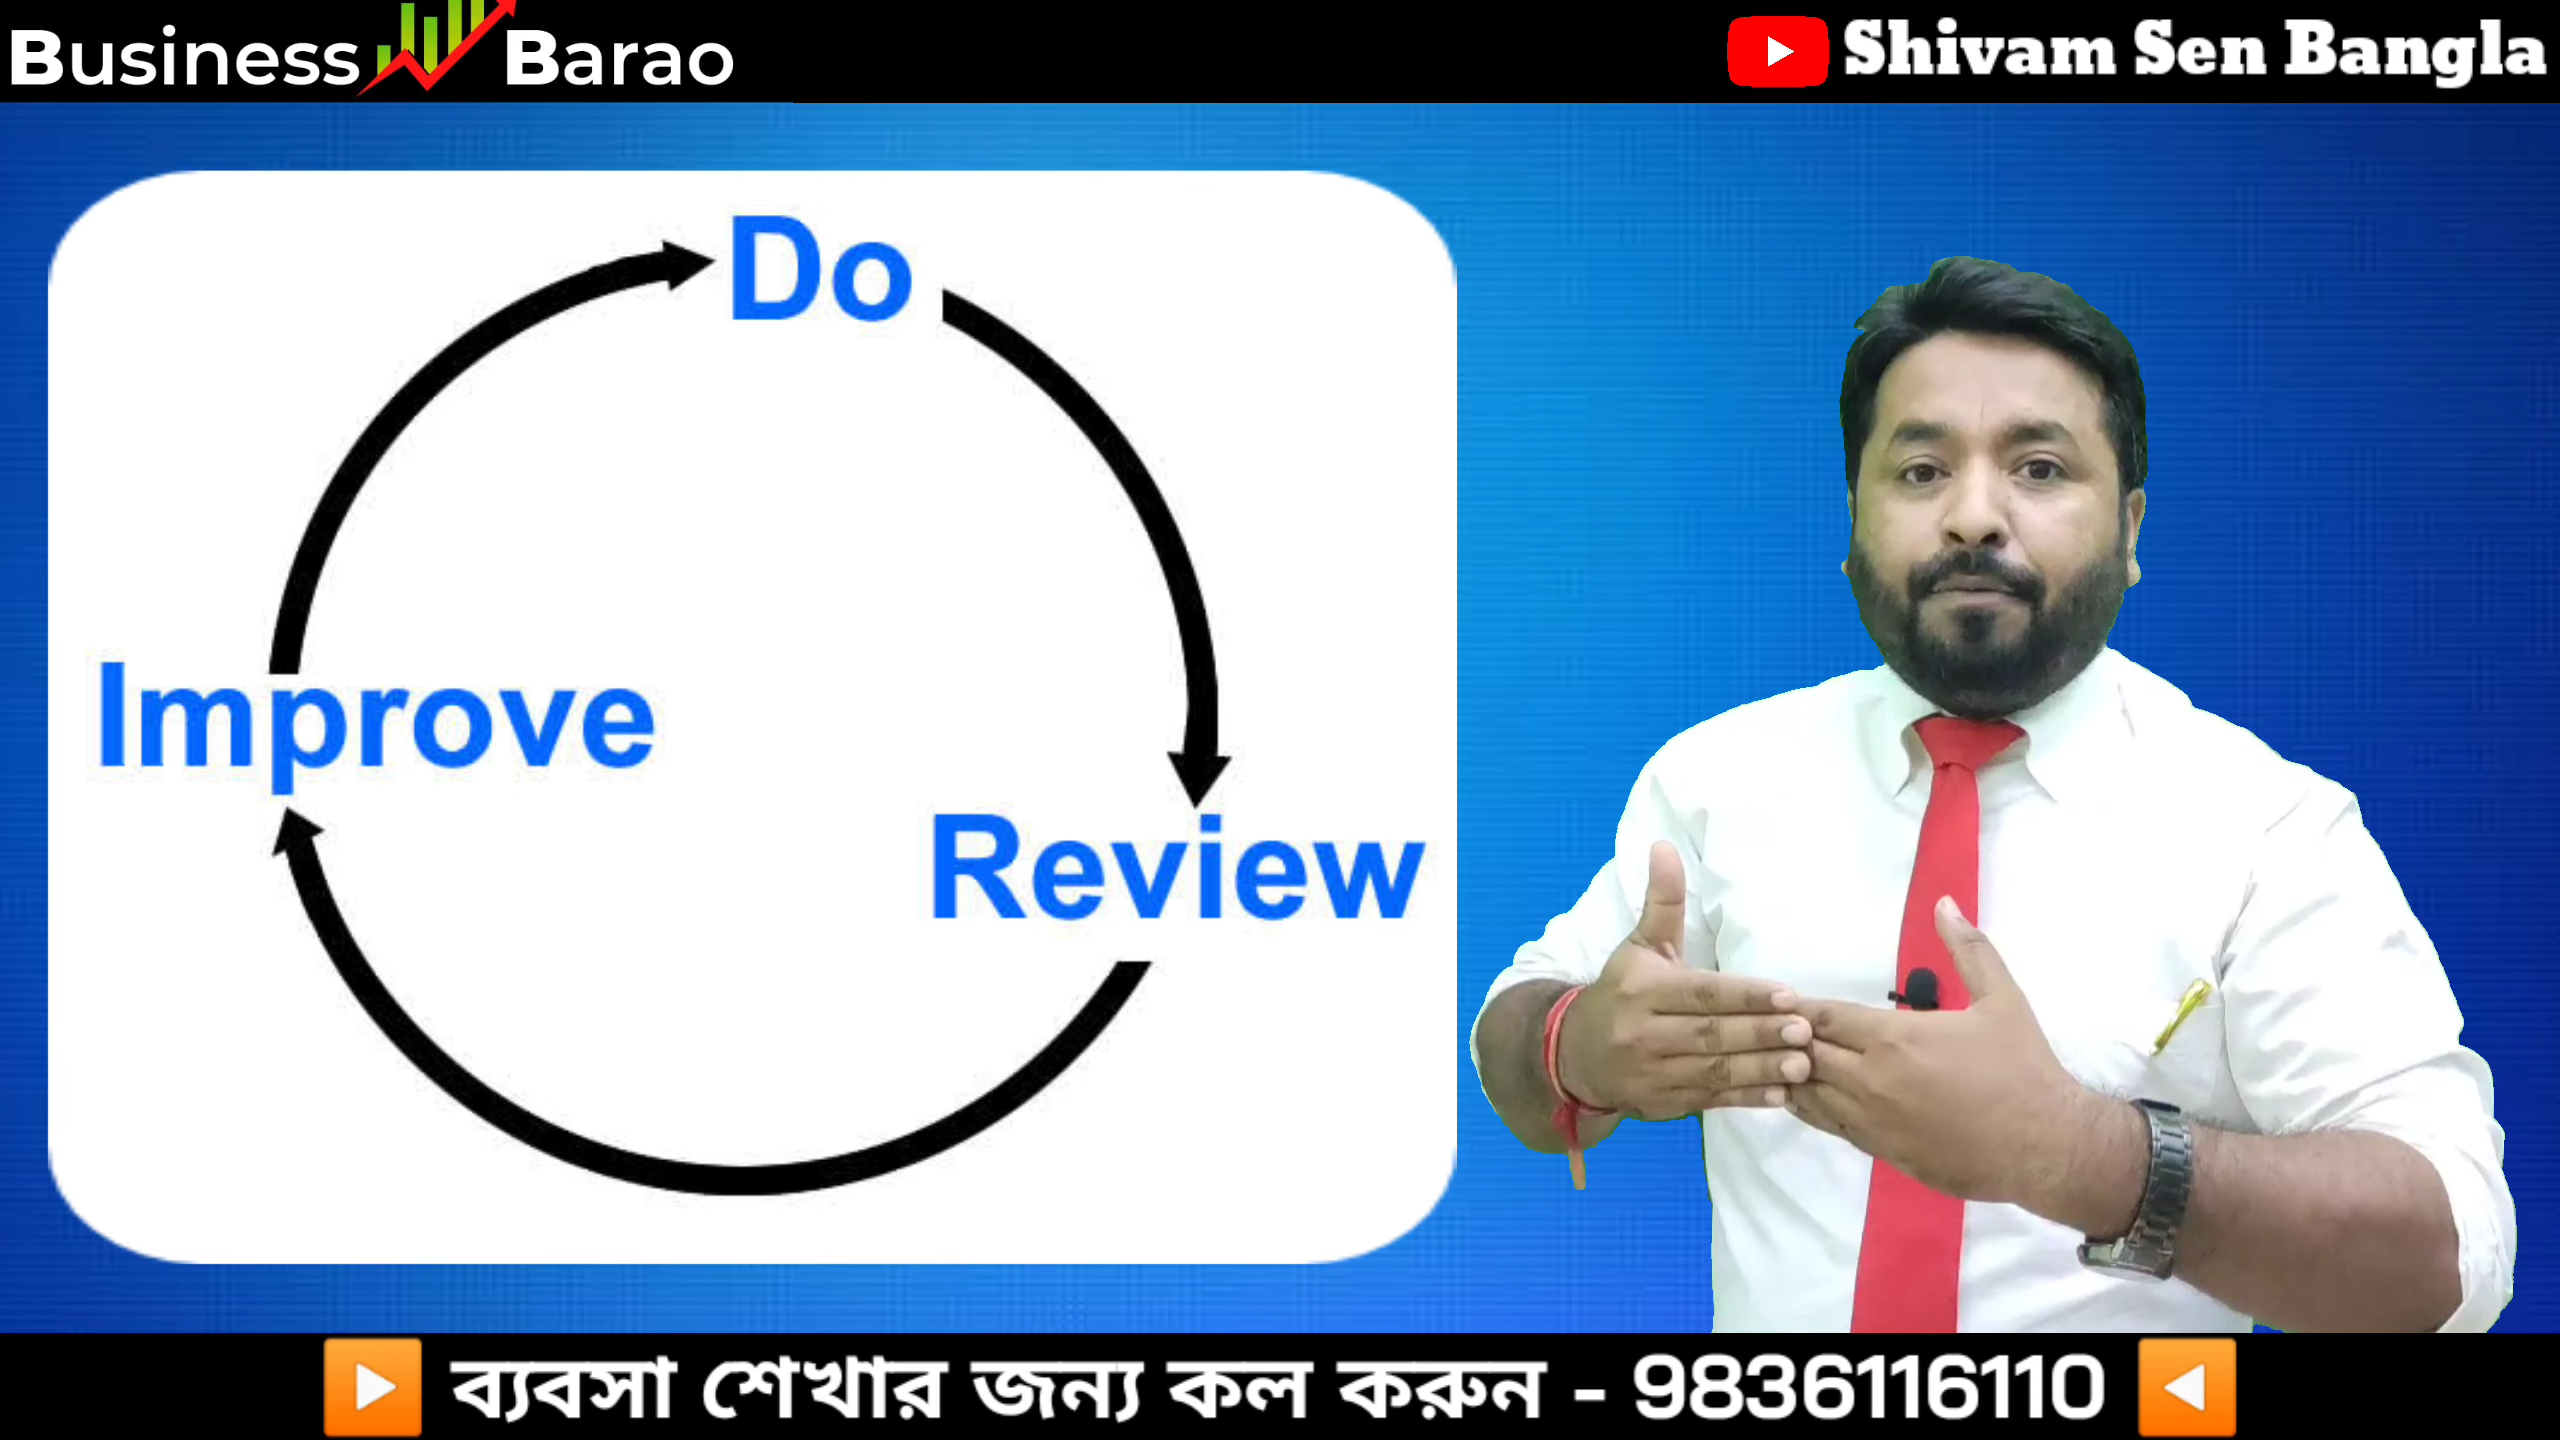 Business Barao
Shivam Sen Bangla
Do
Improve
Review
ব্যবসা শেখার জন্য কল করুন - 9836116110